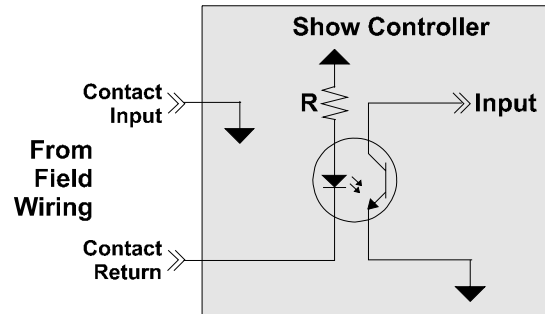 Show Controller
Contact
Input
R
Input
From
Field
Wiring
Contact
Return